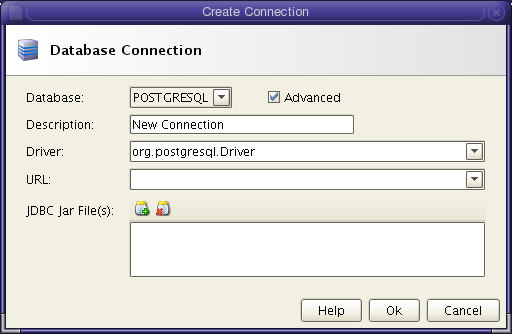 Create Connection
Database Connection
Database: POSTGRESQL Advanced
Description: New Connection
Driver: org.postgresql.Driver
URL:
JDBC Jar File(s):
Help Ok Cancel